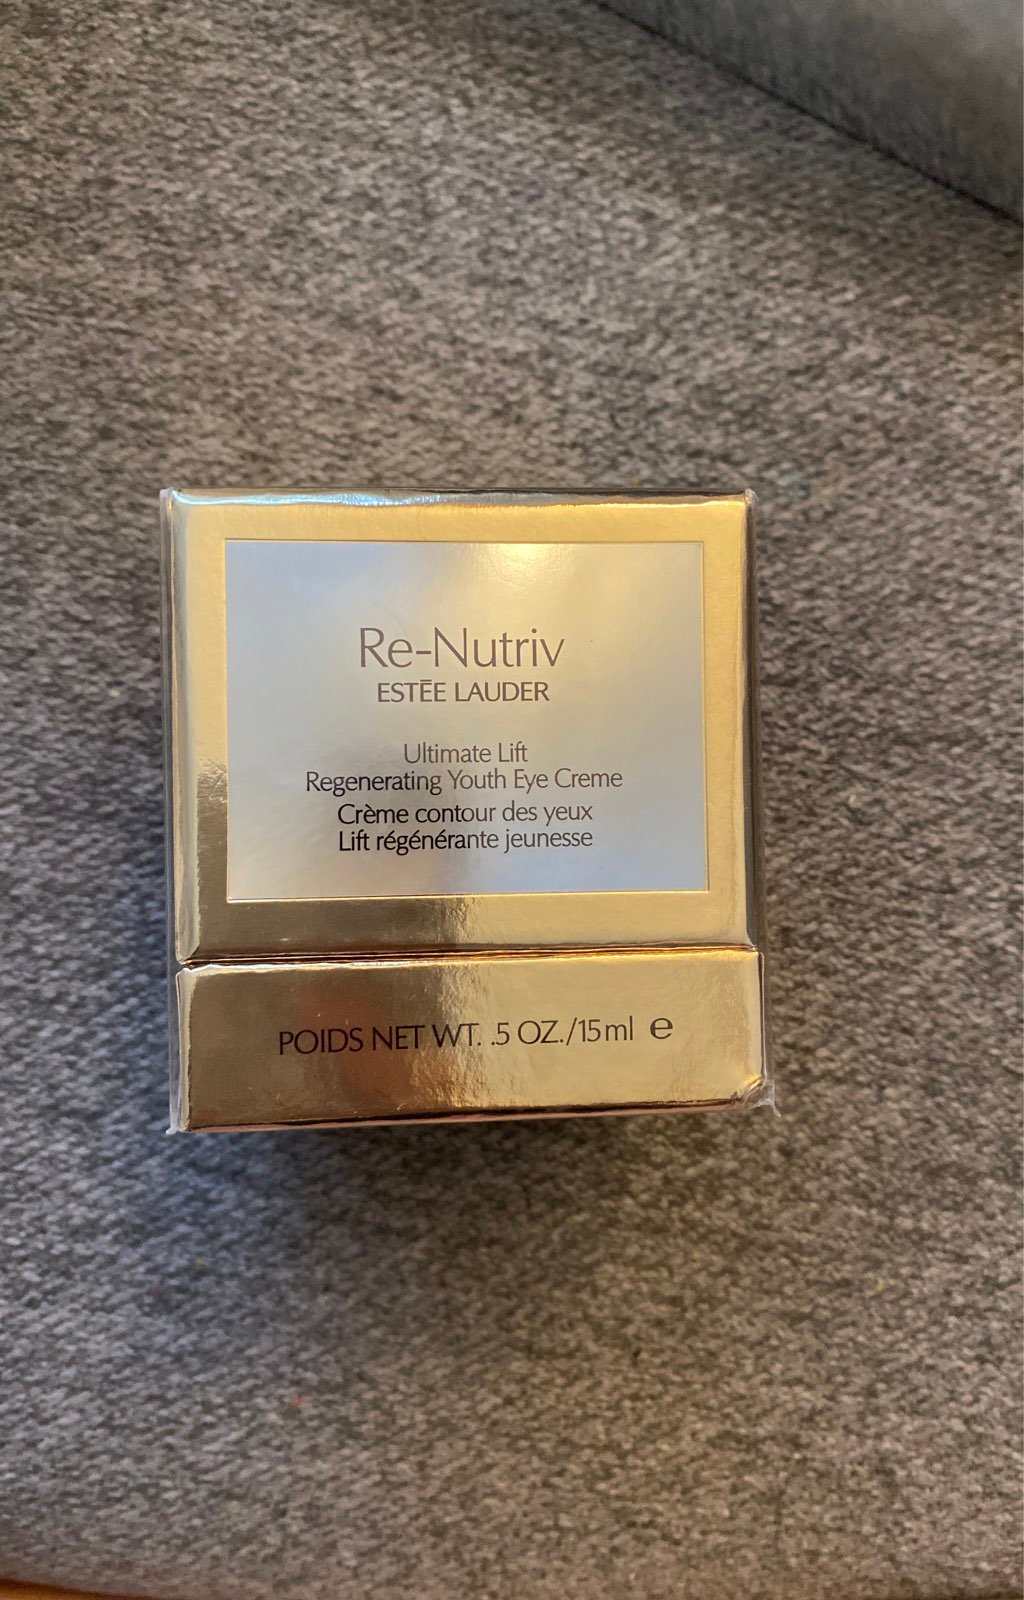 Re-Nutriv
ESTĒE LAUDER
Ultimate Lift
Regenerating Youth Eye Creme
Crème contour des yeux
Lift régénérante jeunesse
POIDS NET WT. .5 OZ./15ml ℮